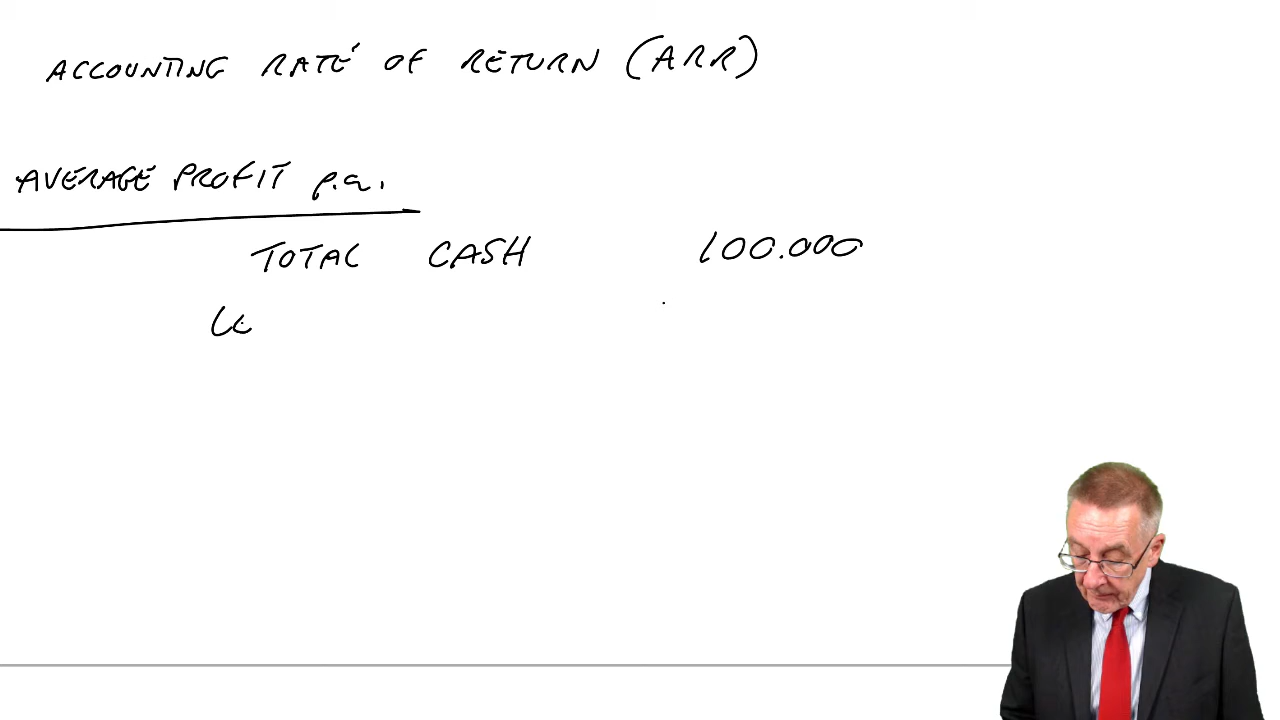 ACCOUNTING RATE OF RETURN (ARR)
AVERAGE PROFIT p.a.
TOTAL CASH 100.000